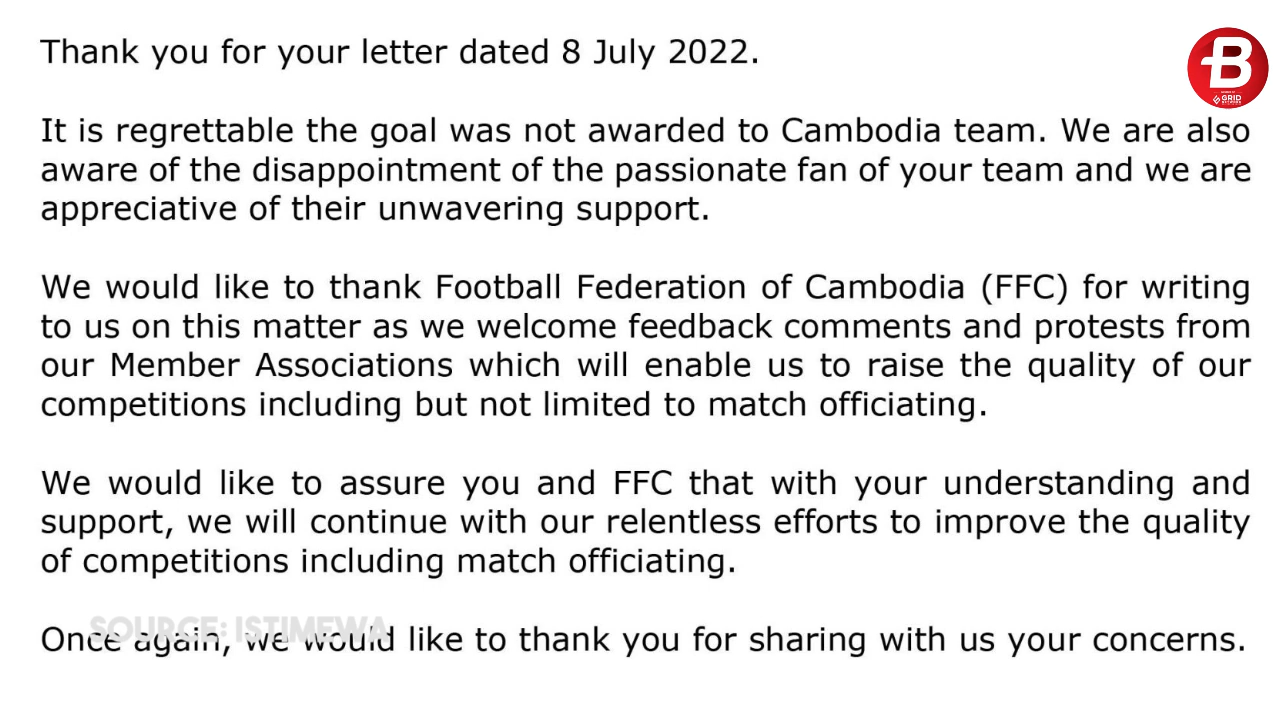 Thank you for your letter dated 8 July 2022.
B
GRID
It is regrettable the goal was not awarded to Cambodia team. We are also
aware of the disappointment of the passionate fan of your team and we are
appreciative of their unwavering support.
We would like to thank Football Federation of Cambodia (FFC) for writing
to us on this matter as we welcome feedback comments and protests from
our Member Associations which will enable us to raise the quality of our
competitions including but not limited to match officiating.
We would like to assure you and FFC that with your understanding and
support, we will continue with our relentless efforts to improve the quality
of competitions including match officiating.
SOURCE: ISTIMEWA
Once again, we would like to thank you for sharing with us your concerns.